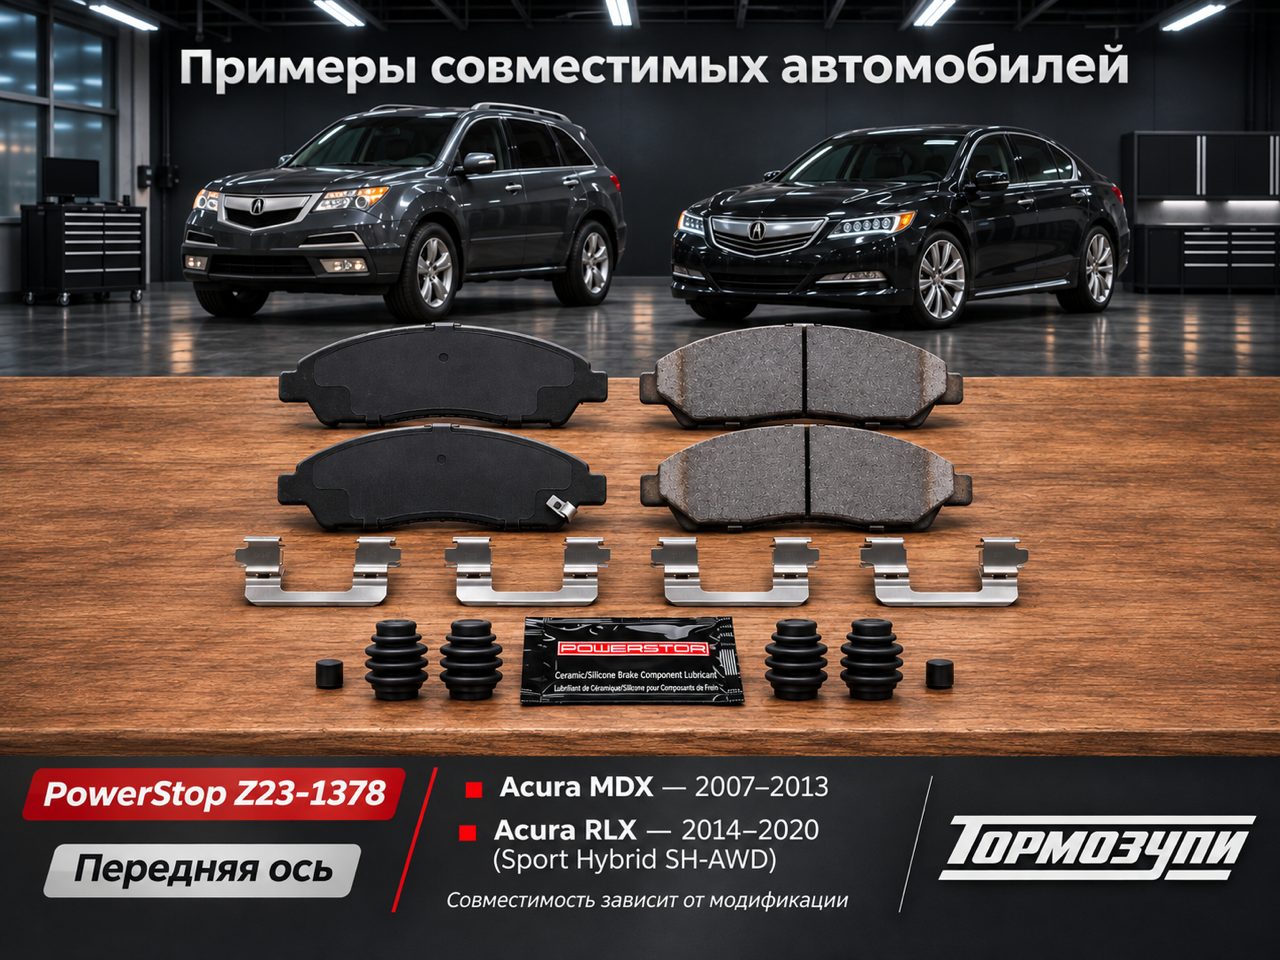 Примеры совместимых автомобилей
POWERSTOP
Ceramic/Silicone Brake Component Lubricant
Lubrifiant de Céramique/Silicone pour Composants de Frein
PowerStop Z23-1378
Передняя ось
Acura MDX — 2007–2013
Acura RLX — 2014–2020
(Sport Hybrid SH-AWD)
Совместимость зависит от модификации
Тормозупи